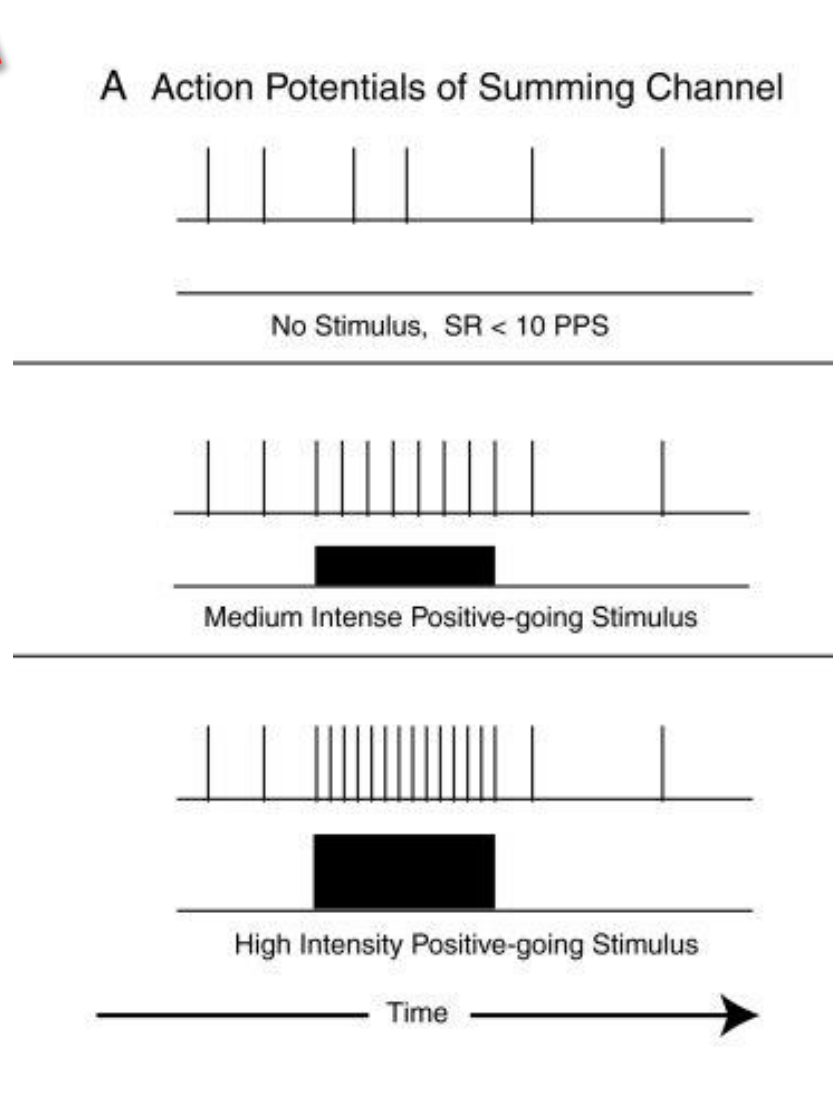 A Action Potentials of Summing Channel
No Stimulus, SR < 10 PPS
Medium Intense Positive-going Stimulus
High Intensity Positive-going Stimulus
Time